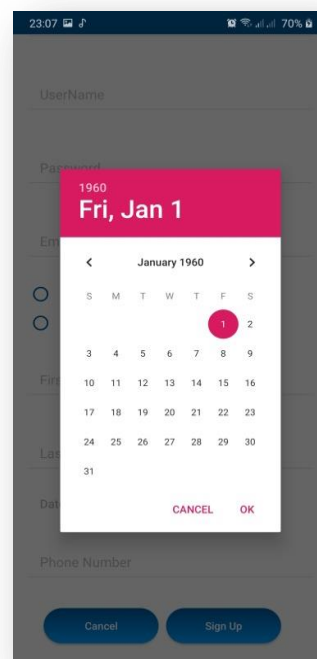 23:07 70%
UserName
Password
1960
Fri, Jan 1
January 1960
S M T W T F S
1 2
3 4 5 6 7 8 9
10 11 12 13 14 15 16
17 18 19 20 21 22 23
24 25 26 27 28 29 30
31
CANCEL OK
Phone Number
Cancel Sign Up